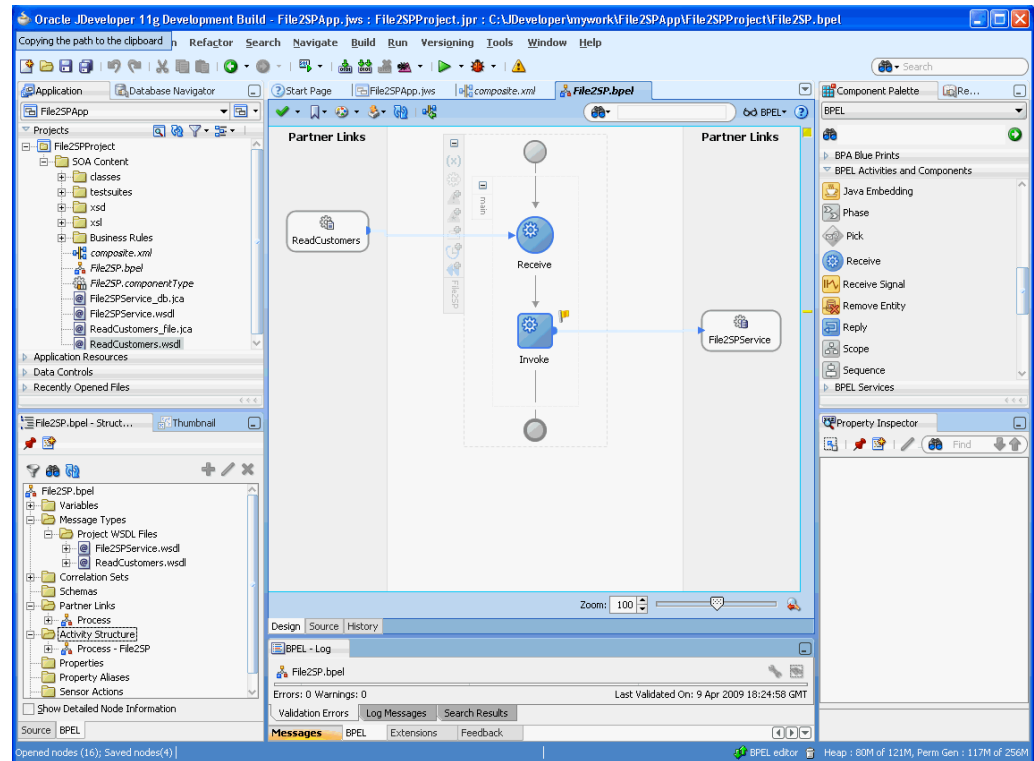 Oracle JDeveloper 11g Development Build - File2SPApp.jws : File2SPProject.jpr : C:\JDeveloper\mywork\File2SPApp\File2SPProject\File2SP.bpel
Copying the path to the clipboard n Refactor Search Navigate Build Run Versioning Tools Window Help
Search
Application Database Navigator
File2SPApp
Projects
File2SPProject
SOA Content
classes
testsuites
xsd
xsl
Business Rules
composite.xml
File2SP.bpel
File2SP.componentType
File2SPService_db.jca
File2SPService.wsdl
ReadCustomers_file.jca
ReadCustomers.wsdl
Application Resources
Data Controls
Recently Opened Files
File2SP.bpel - Struct... Thumbnail
File2SP.bpel
Variables
Message Types
Project WSDL Files
File2SPService.wsdl
ReadCustomers.wsdl
Correlation Sets
Schemas
Partner Links
Process
Activity Structure
Process - File2SP
Properties
Property Aliases
Sensor Actions
Show Detailed Node Information
Source BPEL
Start Page File2SPApp.jws composite.xml File2SP.bpel
BPEL
Partner Links Partner Links
(x)
main
ReadCustomers
Receive
File2SP
File2SPService
Invoke
Zoom: 100
Design Source History
BPEL - Log
File2SP.bpel
Errors: 0 Warnings: 0 Last Validated On: 9 Apr 2009 18:24:58 GMT
Validation Errors Log Messages Search Results
Messages BPEL Extensions Feedback
Component Palette Re...
BPEL
BPA Blue Prints
BPEL Activities and Components
Java Embedding
Phase
Pick
Receive
Receive Signal
Remove Entity
Reply
Scope
Sequence
BPEL Services
Property Inspector
Find
Opened nodes (16); Saved nodes(4) BPEL editor Heap : 80M of 121M, Perm Gen : 117M of 256M